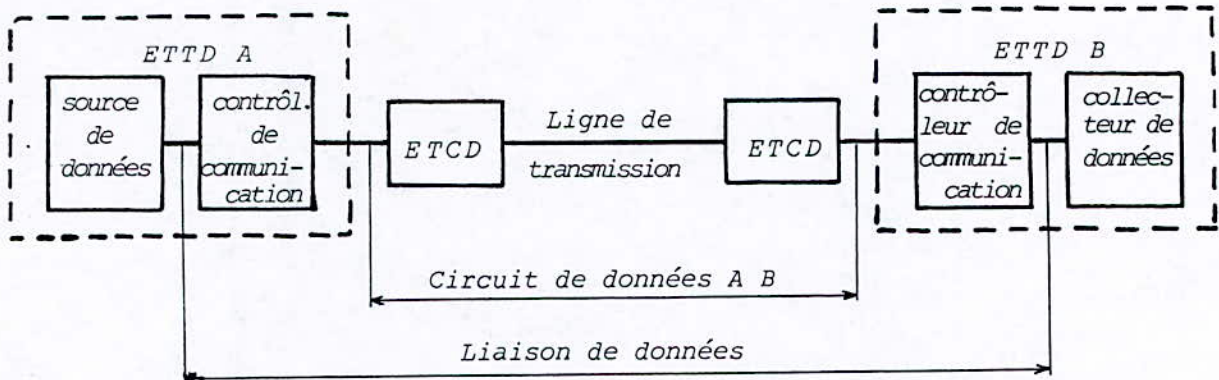 ETTD A
source
de
données
contrôl.
de
communi-
cation
ETCD
Ligne de
transmission
ETCD
ETTD B
contrô-
leur de
communi-
cation
collec-
teur de
données
Circuit de données A B
Liaison de données